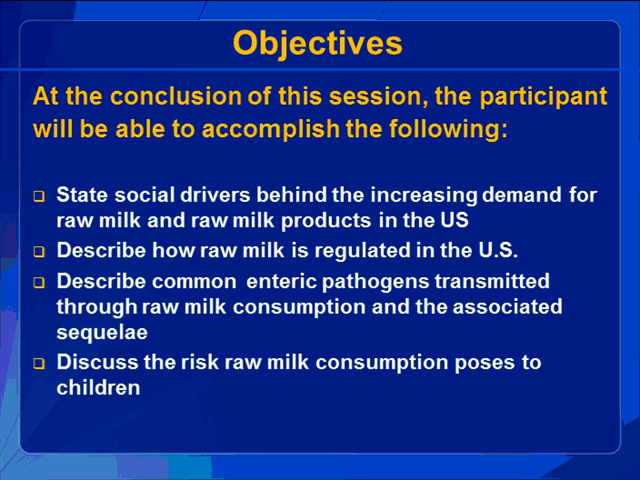 Objectives
At the conclusion of this session, the participant
will be able to accomplish the following:
State social drivers behind the increasing demand for
raw milk and raw milk products in the US
Describe how raw milk is regulated in the U.S.
Describe common enteric pathogens transmitted
through raw milk consumption and the associated
sequelae
Discuss the risk raw milk consumption poses to
children